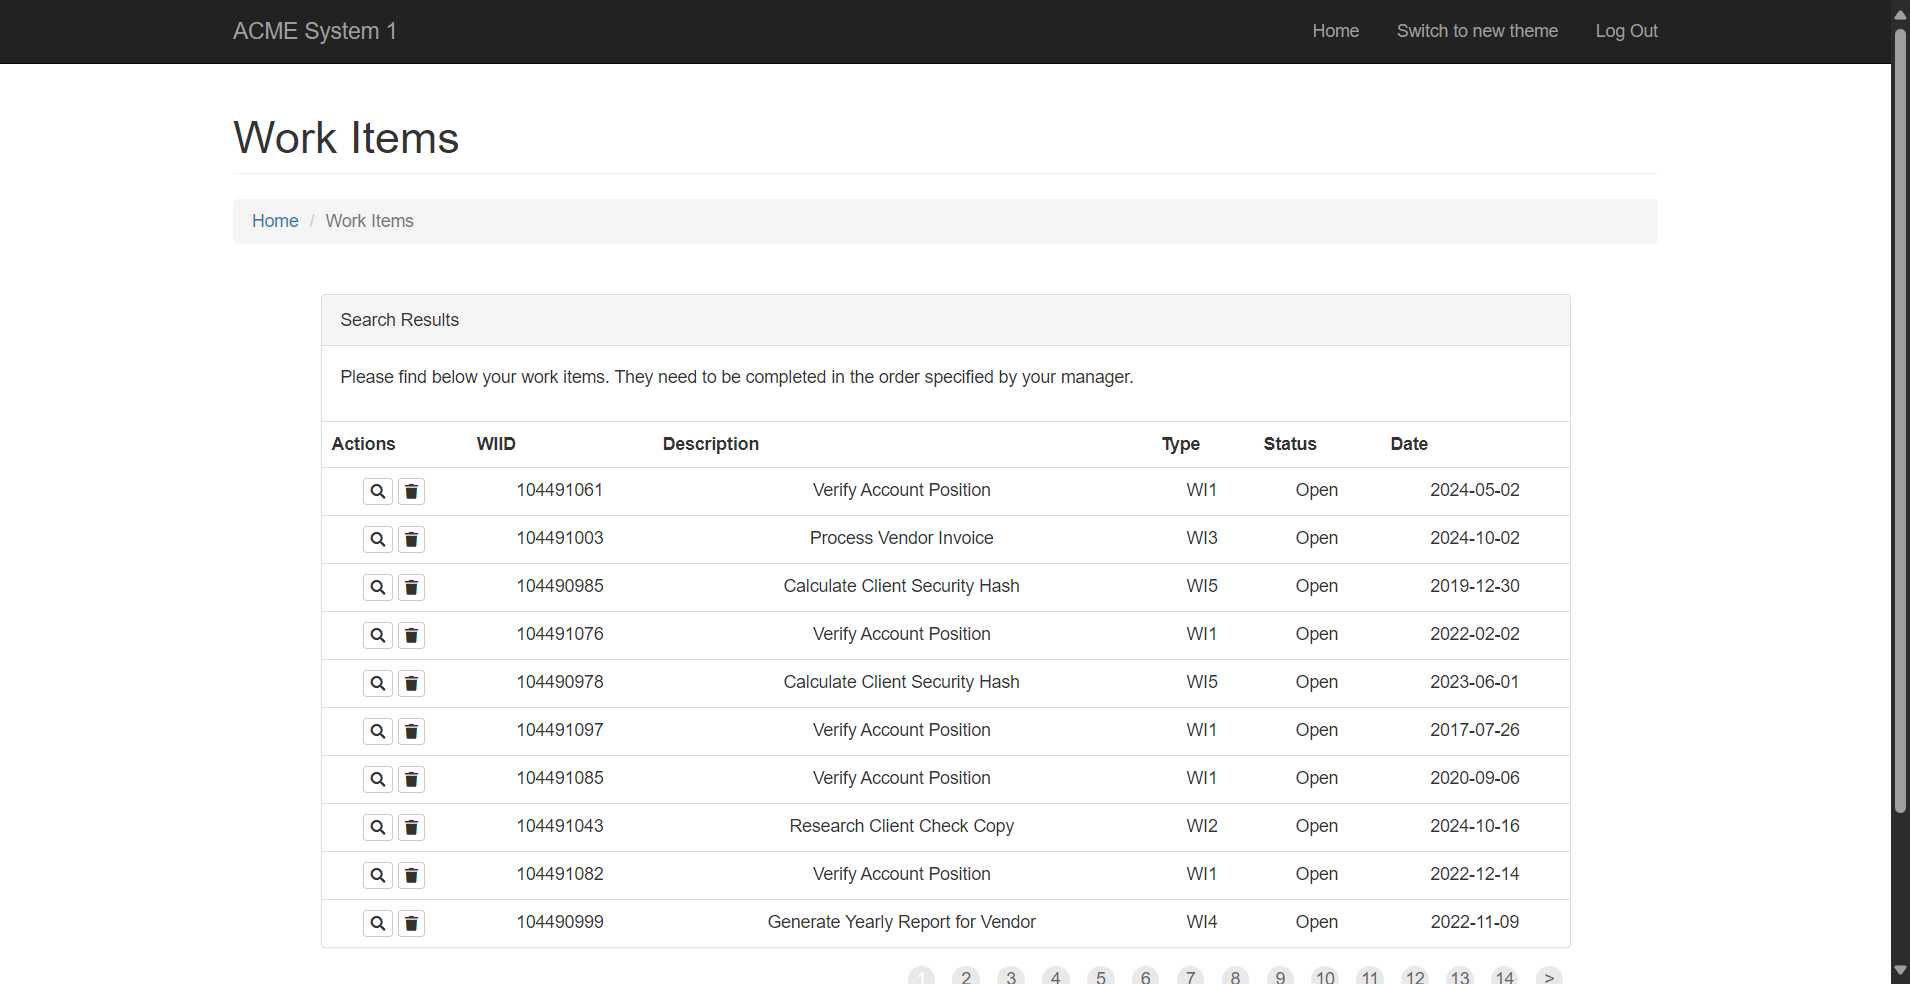 ACME System 1 Home Switch to new theme Log Out
Work Items
Home / Work Items
Search Results
Please find below your work items. They need to be completed in the order specified by your manager.
Actions WIID Description Type Status Date
104491061 Verify Account Position WI1 Open 2024-05-02
104491003 Process Vendor Invoice WI3 Open 2024-10-02
104490985 Calculate Client Security Hash WI5 Open 2019-12-30
104491076 Verify Account Position WI1 Open 2022-02-02
104490978 Calculate Client Security Hash WI5 Open 2023-06-01
104491097 Verify Account Position WI1 Open 2017-07-26
104491085 Verify Account Position WI1 Open 2020-09-06
104491043 Research Client Check Copy WI2 Open 2024-10-16
104491082 Verify Account Position WI1 Open 2022-12-14
104490999 Generate Yearly Report for Vendor WI4 Open 2022-11-09
1 2 3 4 5 6 7 8 9 10 11 12 13 14 >